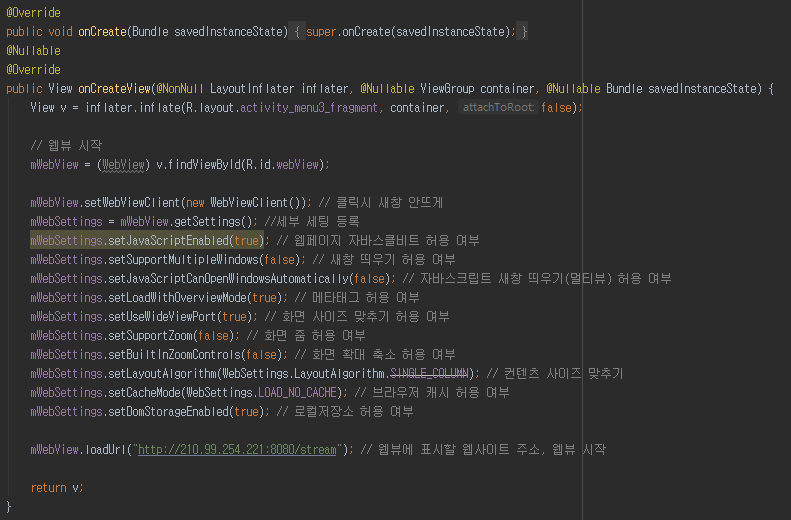 @Override
public void onCreate(Bundle savedInstanceState) { super.onCreate(savedInstanceState); }
@Nullable
@Override
public View onCreateView(@NonNull LayoutInflater inflater, @Nullable ViewGroup container, @Nullable Bundle savedInstanceState) {
View v = inflater.inflate(R.layout.activity_menu3_fragment, container, attachToRoot: false);
// 웹뷰 시작
mWebView = (WebView) v.findViewById(R.id.webView);
mWebView.setWebViewClient(new WebViewClient()); // 클릭시 새창 안뜨게
mWebSettings = mWebView.getSettings(); //세부 세팅 등록
mWebSettings.setJavaScriptEnabled(true); // 웹페이지 자바스클비트 허용 여부
mWebSettings.setSupportMultipleWindows(false); // 새창 띄우기 허용 여부
mWebSettings.setJavaScriptCanOpenWindowsAutomatically(false); // 자바스크립트 새창 띄우기(멀티뷰) 허용 여부
mWebSettings.setLoadWithOverviewMode(true); // 메타태그 허용 여부
mWebSettings.setUseWideViewPort(true); // 화면 사이즈 맞추기 허용 여부
mWebSettings.setSupportZoom(false); // 화면 줌 허용 여부
mWebSettings.setBuiltInZoomControls(false); // 화면 확대 축소 허용 여부
mWebSettings.setLayoutAlgorithm(WebSettings.LayoutAlgorithm.SINGLE_COLUMN); // 컨텐츠 사이즈 맞추기
mWebSettings.setCacheMode(WebSettings.LOAD_NO_CACHE); // 브라우저 캐시 허용 여부
mWebSettings.setDomStorageEnabled(true); // 로컬저장소 허용 여부
mWebView.loadUrl("http://210.99.254.221:8080/stream"); // 웹뷰에 표시할 웹사이트 주소, 웹뷰 시작
return v;
}